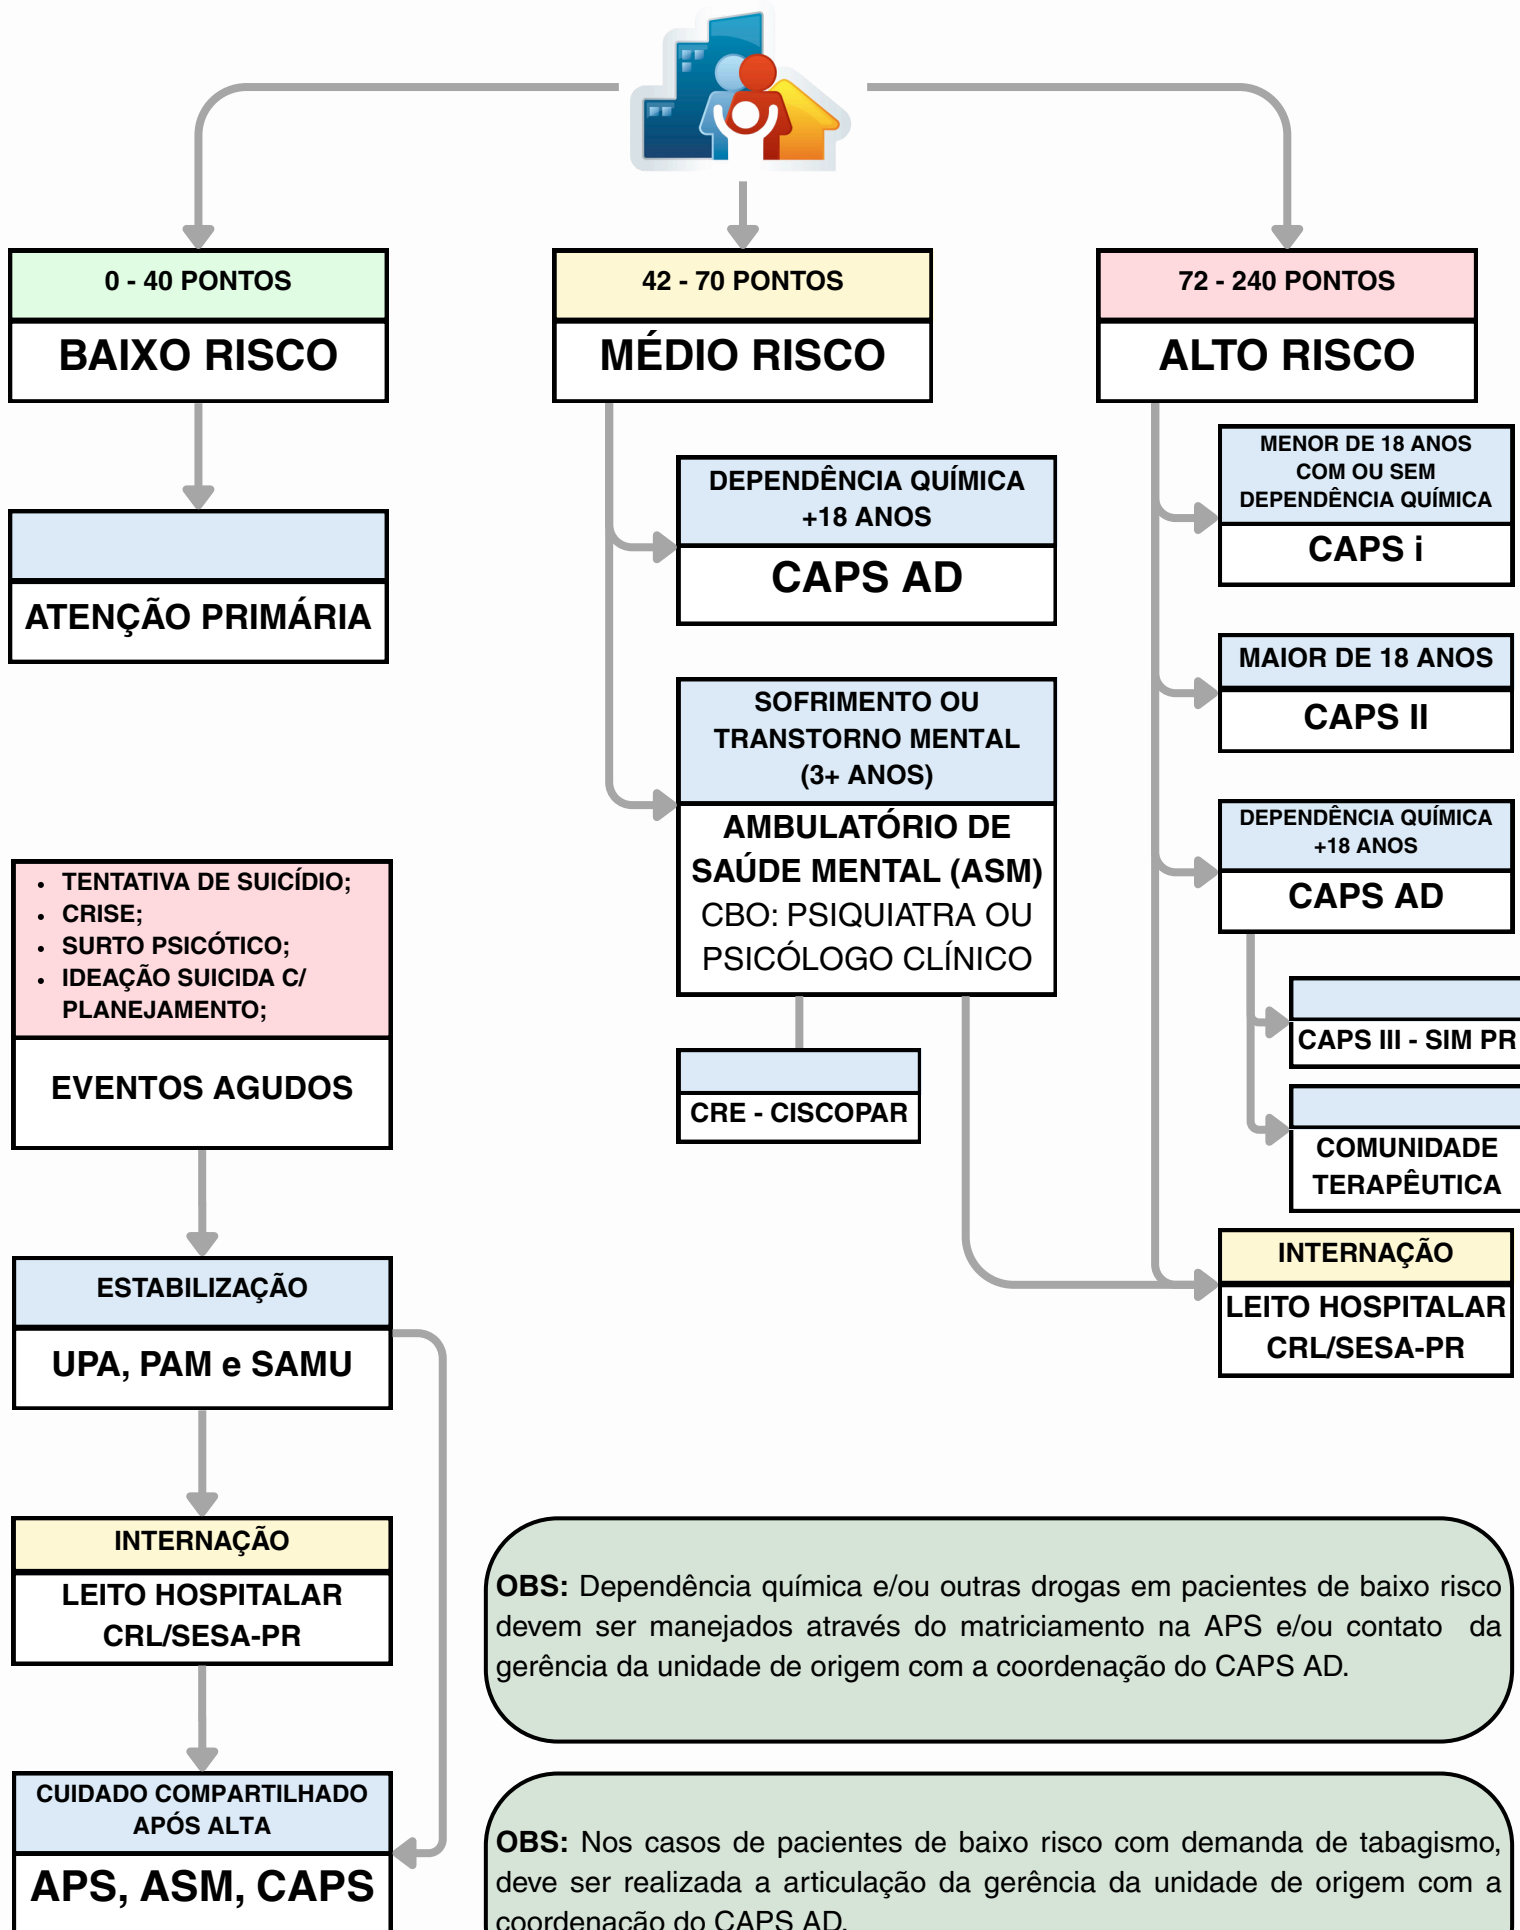 0 - 40 PONTOS
BAIXO RISCO
ATENÇÃO PRIMÁRIA
42 - 70 PONTOS
MÉDIO RISCO
DEPENDÊNCIA QUÍMICA
+18 ANOS
CAPS AD
SOFRIMENTO OU
TRANSTORNO MENTAL
(3+ ANOS)
AMBULATÓRIO DE
SAÚDE MENTAL (ASM)
CBO: PSIQUIATRA OU
PSICÓLOGO CLÍNICO
CRE - CISCOPAR
72 - 240 PONTOS
ALTO RISCO
MENOR DE 18 ANOS
COM OU SEM
DEPENDÊNCIA QUÍMICA
CAPS i
MAIOR DE 18 ANOS
CAPS II
DEPENDÊNCIA QUÍMICA
+18 ANOS
CAPS AD
CAPS III - SIM PR
COMUNIDADE
TERAPÊUTICA
INTERNAÇÃO
LEITO HOSPITALAR
CRL/SESA-PR
• TENTATIVA DE SUICÍDIO;
• CRISE;
• SURTO PSICÓTICO;
• IDEAÇÃO SUICIDA C/
PLANEJAMENTO;
EVENTOS AGUDOS
ESTABILIZAÇÃO
UPA, PAM e SAMU
INTERNAÇÃO
LEITO HOSPITALAR
CRL/SESA-PR
CUIDADO COMPARTILHADO
APÓS ALTA
APS, ASM, CAPS
OBS: Dependência química e/ou outras drogas em pacientes de baixo risco
devem ser manejados através do matriciamento na APS e/ou contato da
gerência da unidade de origem com a coordenação do CAPS AD.
OBS: Nos casos de pacientes de baixo risco com demanda de tabagismo,
deve ser realizada a articulação da gerência da unidade de origem com a
coordenação do CAPS AD.